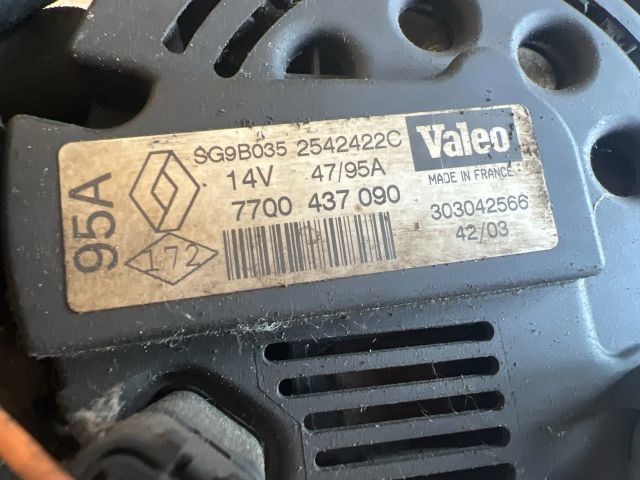 95A
172
SG9B035 2542422C
14V 47/95A
7700 437 090
Valeo
MADE IN FRANCE
303042566
42/03